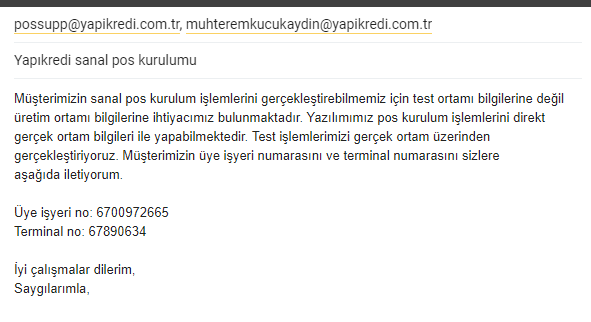 possupp@yapikredi.com.tr, muhteremkucukaydin@yapikredi.com.tr
Yapıkredi sanal pos kurulumu
Müşterimizin sanal pos kurulum işlemlerini gerçekleştirebilmemiz için test ortamı bilgilerine değil
üretim ortamı bilgilerine ihtiyacımız bulunmaktadır. Yazılımımız pos kurulum işlemlerini direkt
gerçek ortam bilgileri ile yapabilmektedir. Test işlemlerimizi gerçek ortam üzerinden
gerçekleştiriyoruz. Müşterimizin üye işyeri numarasını ve terminal numarasını sizlere
aşağıda iletiyorum.
Üye işyeri no: 6700972665
Terminal no: 67890634
İyi çalışmalar dilerim,
Saygılarımla,